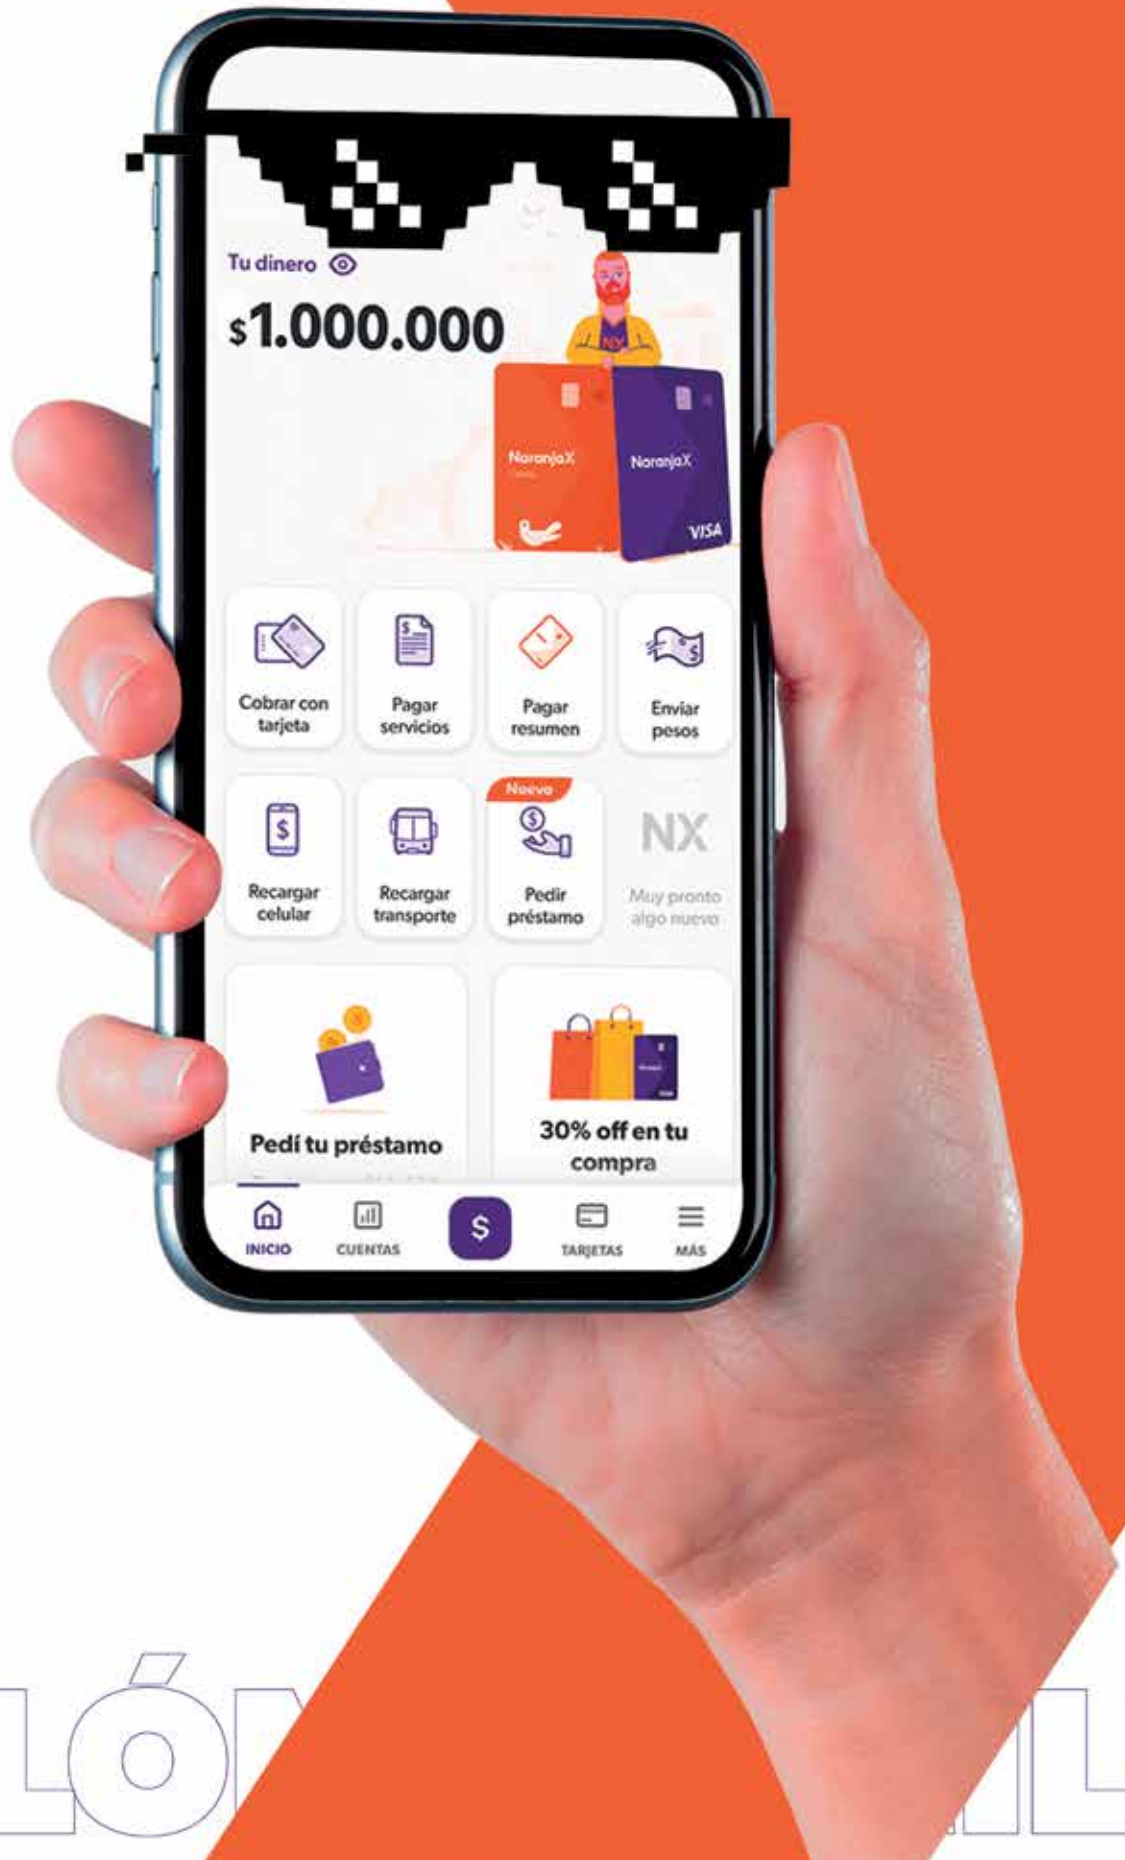 Tu dinero
$1.000.000
NX
NaranjaX
NaranjaX
VISA
Cobrar con
tarjeta
Pagar
servicios
Pagar
resumen
Enviar
pesos
Nuevo
Recargar
celular
Recargar
transporte
Pedir
préstamo
NX
Muy pronto
algo nuevo
Pedí tu préstamo
30% off en tu
compra
INICIO
CUENTAS
$
TARJETAS
MÁS